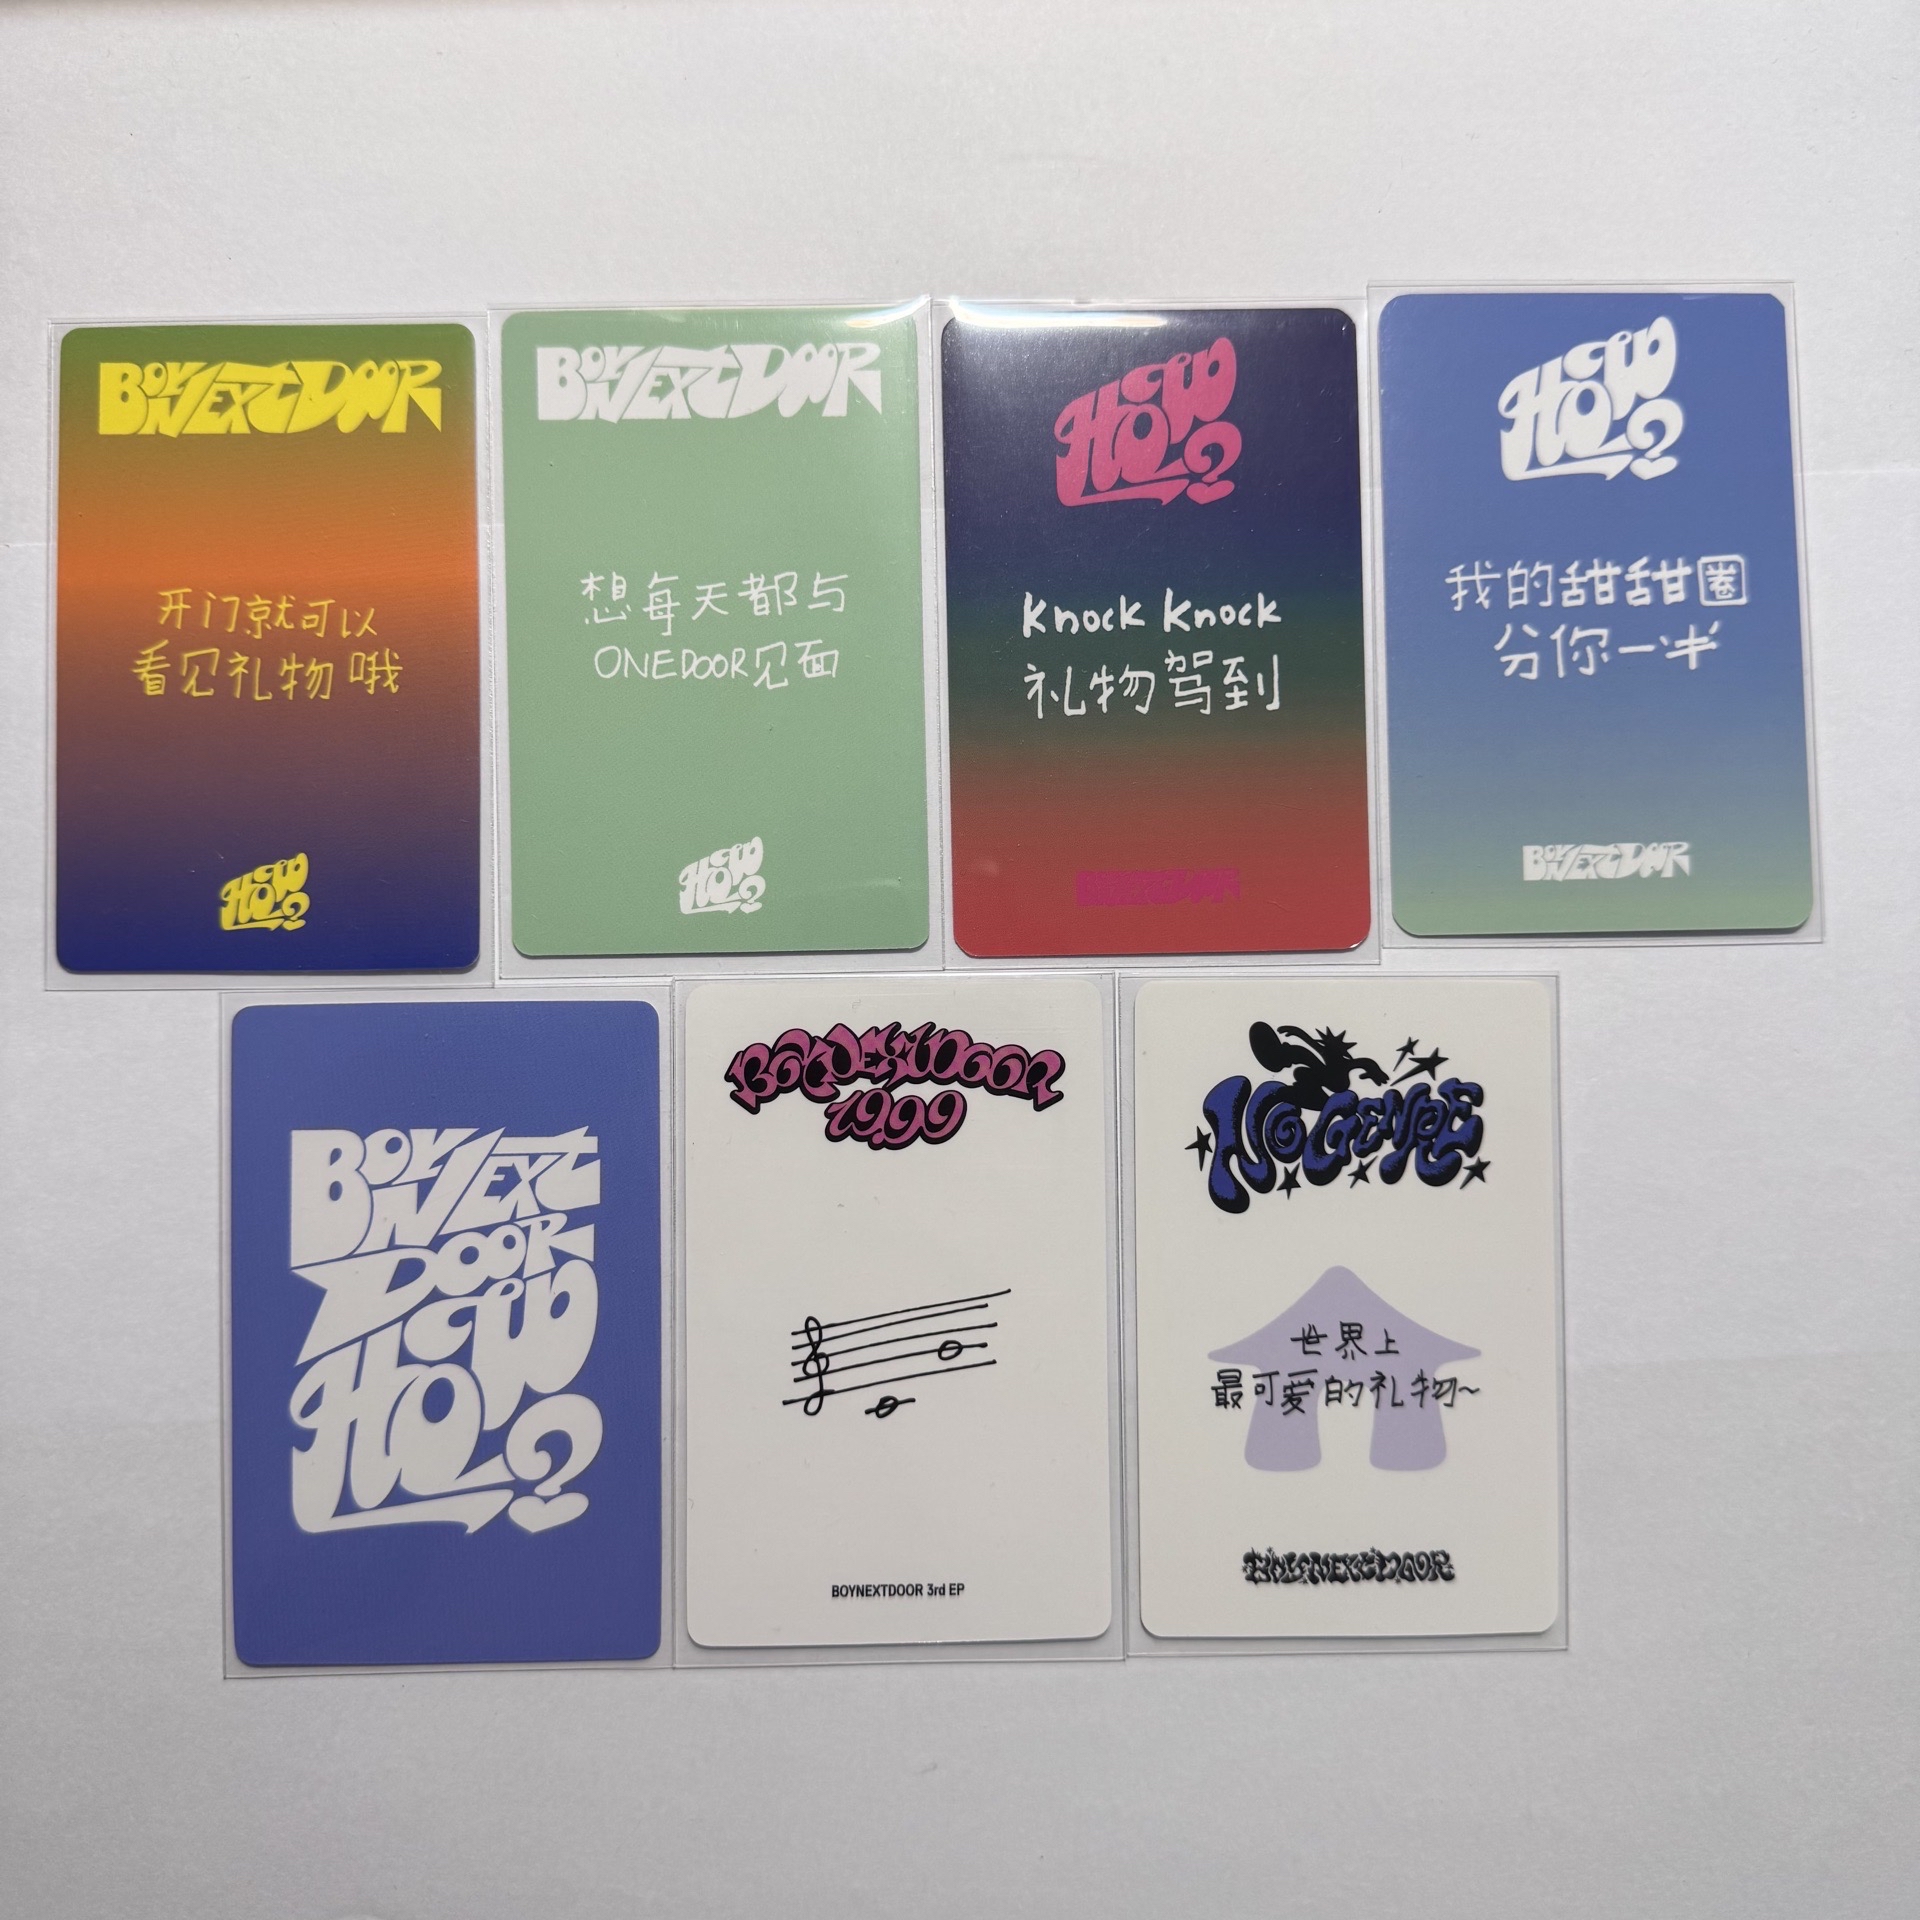 BOYNEXTDOOR
开门就可以
看见礼物哦
HOW?
BOYNEXTDOOR
想每天都与
ONEDOOR见面
HOW?
HOW?
Knock Knock
礼物驾到
BOYNEXTDOOR
HOW?
我的甜甜圈
分你一半
BOYNEXTDOOR
BOYNEXT
DOOR
HOW?
BOYNEXTDOOR
19.99
BOYNEXTDOOR 3rd EP
NO GENRE
世界上
最可爱的礼物~
BOYNEXTDOOR